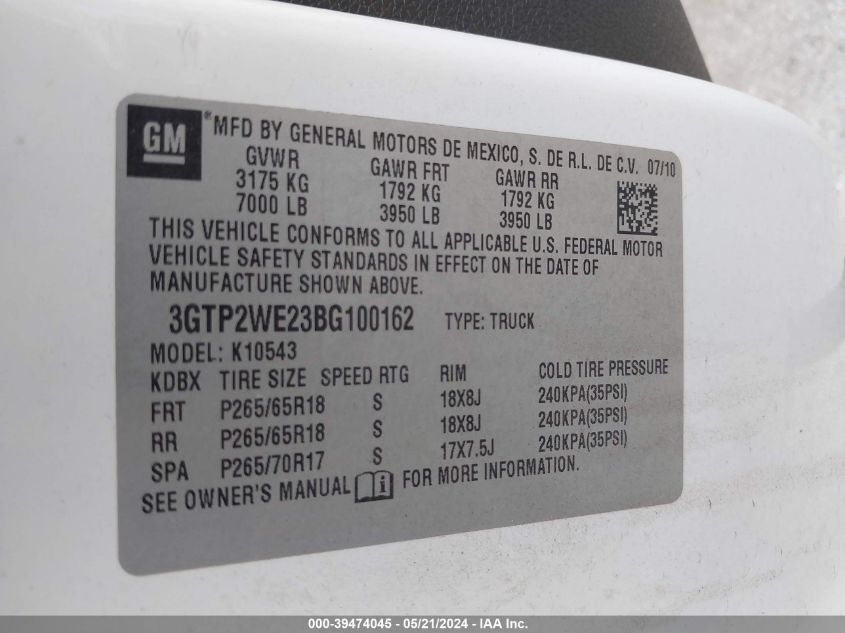 GM *MFD BY GENERAL MOTORS DE MEXICO, S. DE R.L. DE C.V. 07/10
GVWR GAWR FRT GAWR RR
3175 KG 1792 KG 1792 KG
7000 LB 3950 LB 3950 LB
THIS VEHICLE CONFORMS TO ALL APPLICABLE U.S. FEDERAL MOTOR
VEHICLE SAFETY STANDARDS IN EFFECT ON THE DATE OF
MANUFACTURE SHOWN ABOVE.
3GTP2WE23BG100162 TYPE: TRUCK
MODEL: K10543
KDBX TIRE SIZE SPEED RTG RIM COLD TIRE PRESSURE
FRT P265/65R18 S 18X8J 240KPA(35PSI)
RR P265/65R18 S 18X8J 240KPA(35PSI)
SPA P265/70R17 S 17X7.5J 240KPA(35PSI)
SEE OWNER'S MANUAL i FOR MORE INFORMATION.
000-39474045 - 05/21/2024 - IAA Inc.